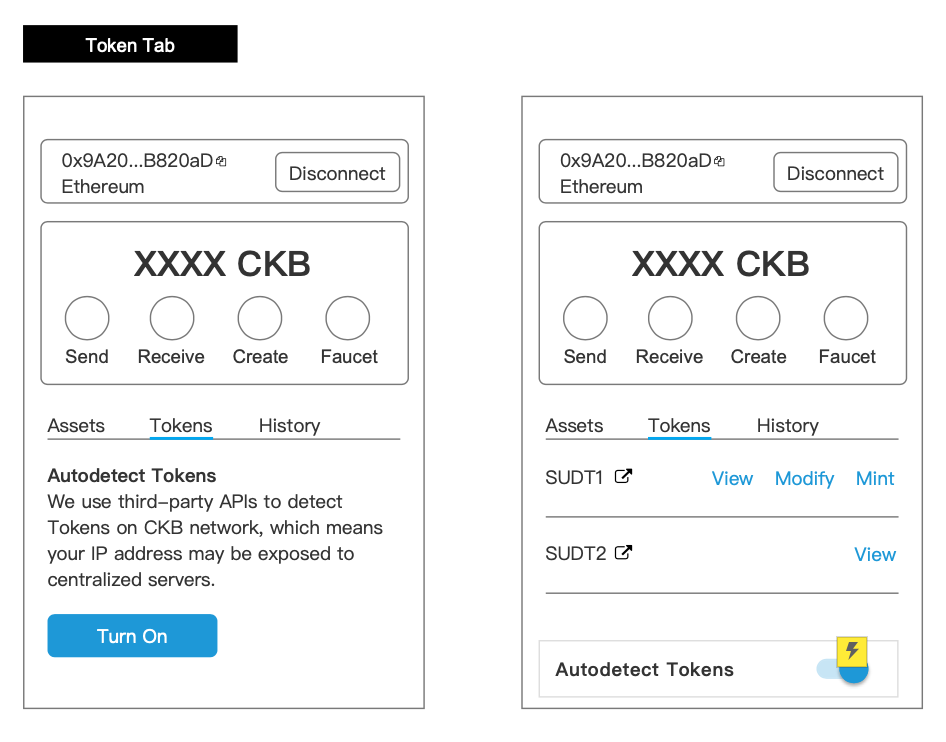 Token Tab
0x9A20...B820aD
Ethereum
Disconnect
XXXX CKB
Send Receive Create Faucet
Assets Tokens History
Autodetect Tokens
We use third-party APIs to detect
Tokens on CKB network, which means
your IP address may be exposed to
centralized servers.
Turn On
0x9A20...B820aD
Ethereum
Disconnect
XXXX CKB
Send Receive Create Faucet
Assets Tokens History
SUDT1 View Modify Mint
SUDT2 View
Autodetect Tokens